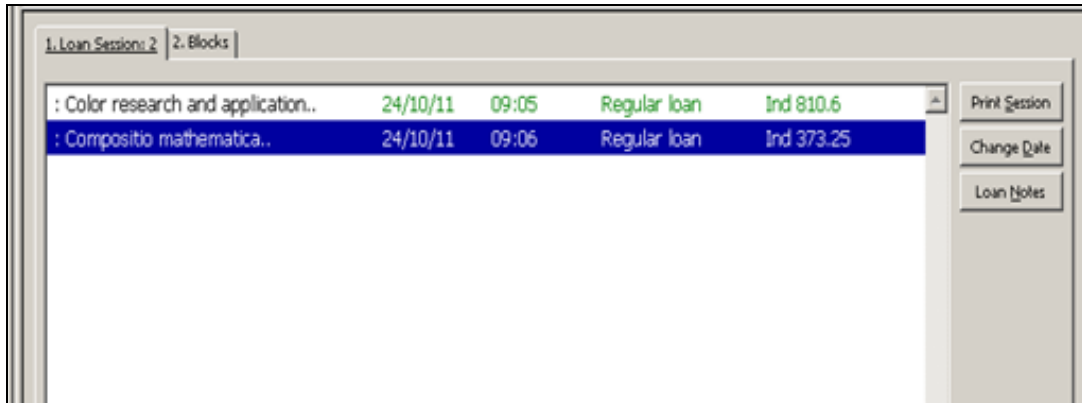 1. Loan Session: 2 2. Blocks
: Color research and application.. 24/10/11 09:05 Regular loan Ind 810.6
: Compositio mathematica.. 24/10/11 09:06 Regular loan Ind 373.25
Print Session
Change Date
Loan Notes